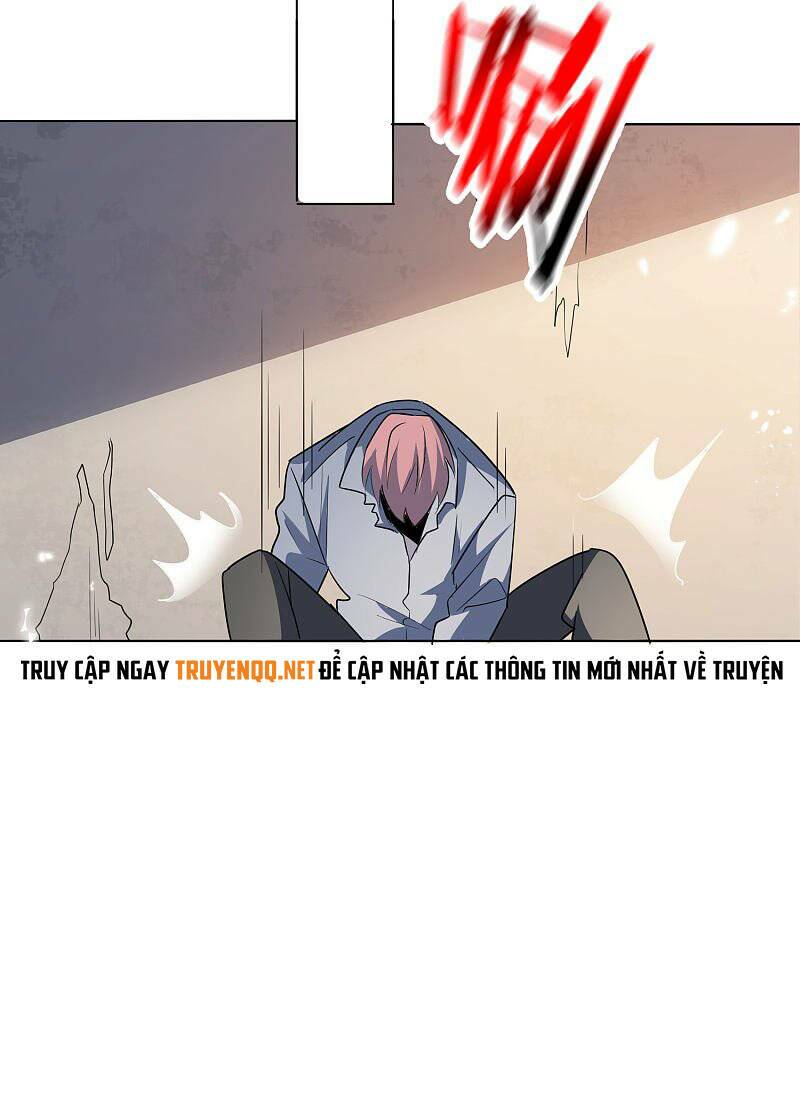 TRUY CẬP NGAY TRUYENQQ.NET ĐỂ CẬP NHẬT CÁC THÔNG TIN MỚI NHẤT VỀ TRUYỆN